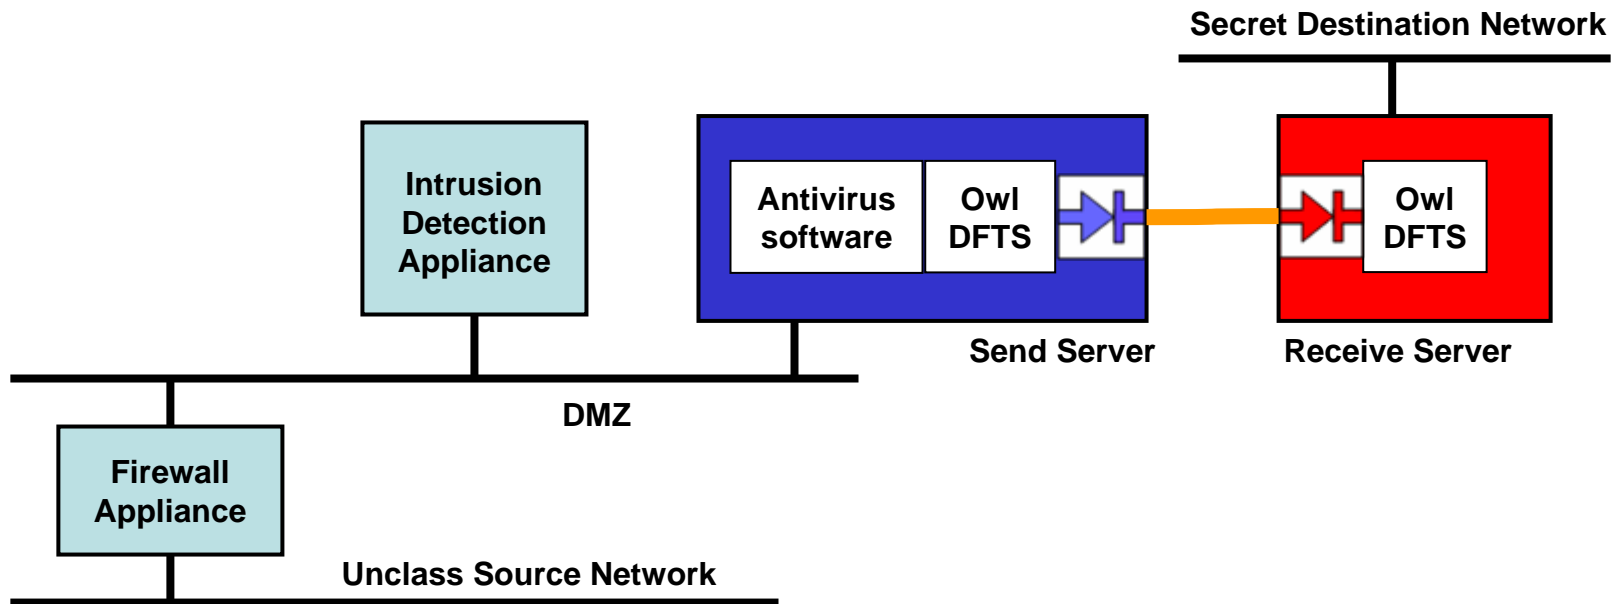 Secret Destination Network
Intrusion
Detection
Appliance
Antivirus
software
Owl
DFTS
Owl
DFTS
Send Server
Receive Server
DMZ
Firewall
Appliance
Unclass Source Network